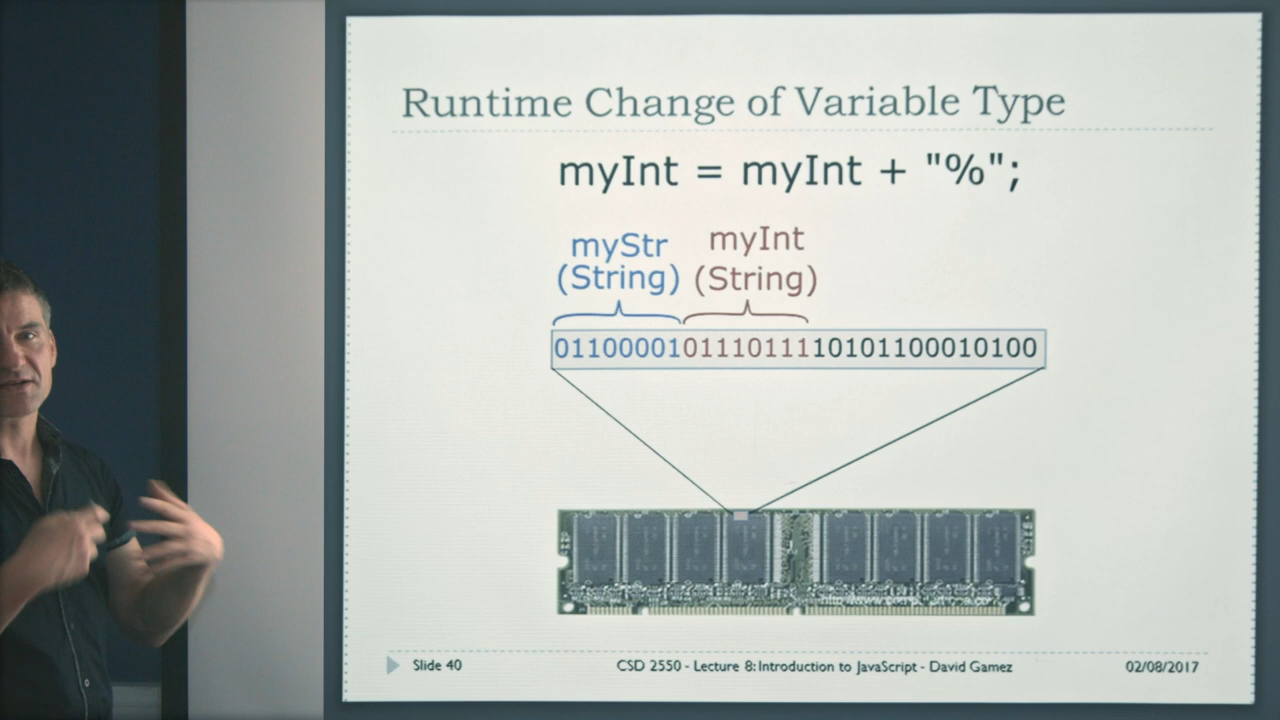 Runtime Change of Variable Type
myInt = myInt + "%";
myStr myInt
(String) (String)
011000010111011110101100010100
Slide 40 CSD 2550 - Lecture 8: Introduction to JavaScript - David Gamez 02/08/2017